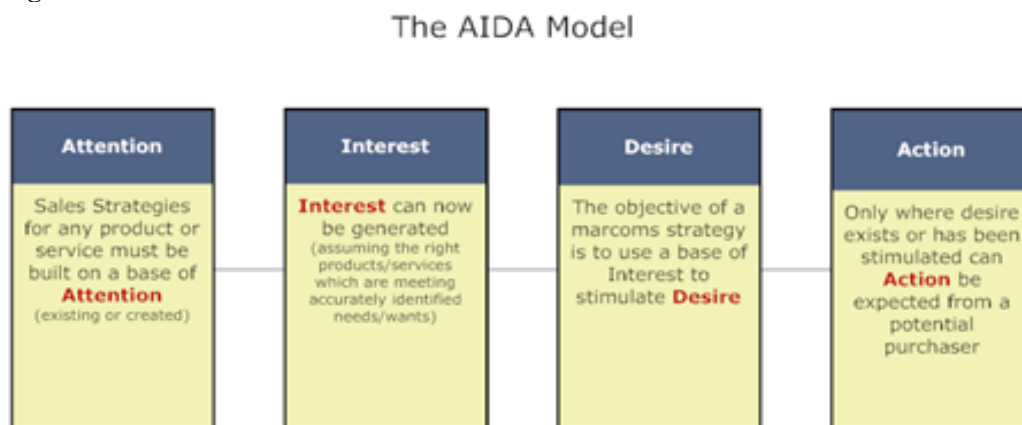 The AIDA Model
Attention
Sales Strategies
for any product or
service must be
built on a base of
Attention
(existing or created)
Interest
Interest can now
be generated
(assuming the right
products/services
which are meeting
accurately identified
needs/wants)
Desire
The objective of a
marcoms strategy
is to use a base of
Interest to
stimulate Desire
Action
Only where desire
exists or has been
stimulated can
Action be
expected from a
potential
purchaser